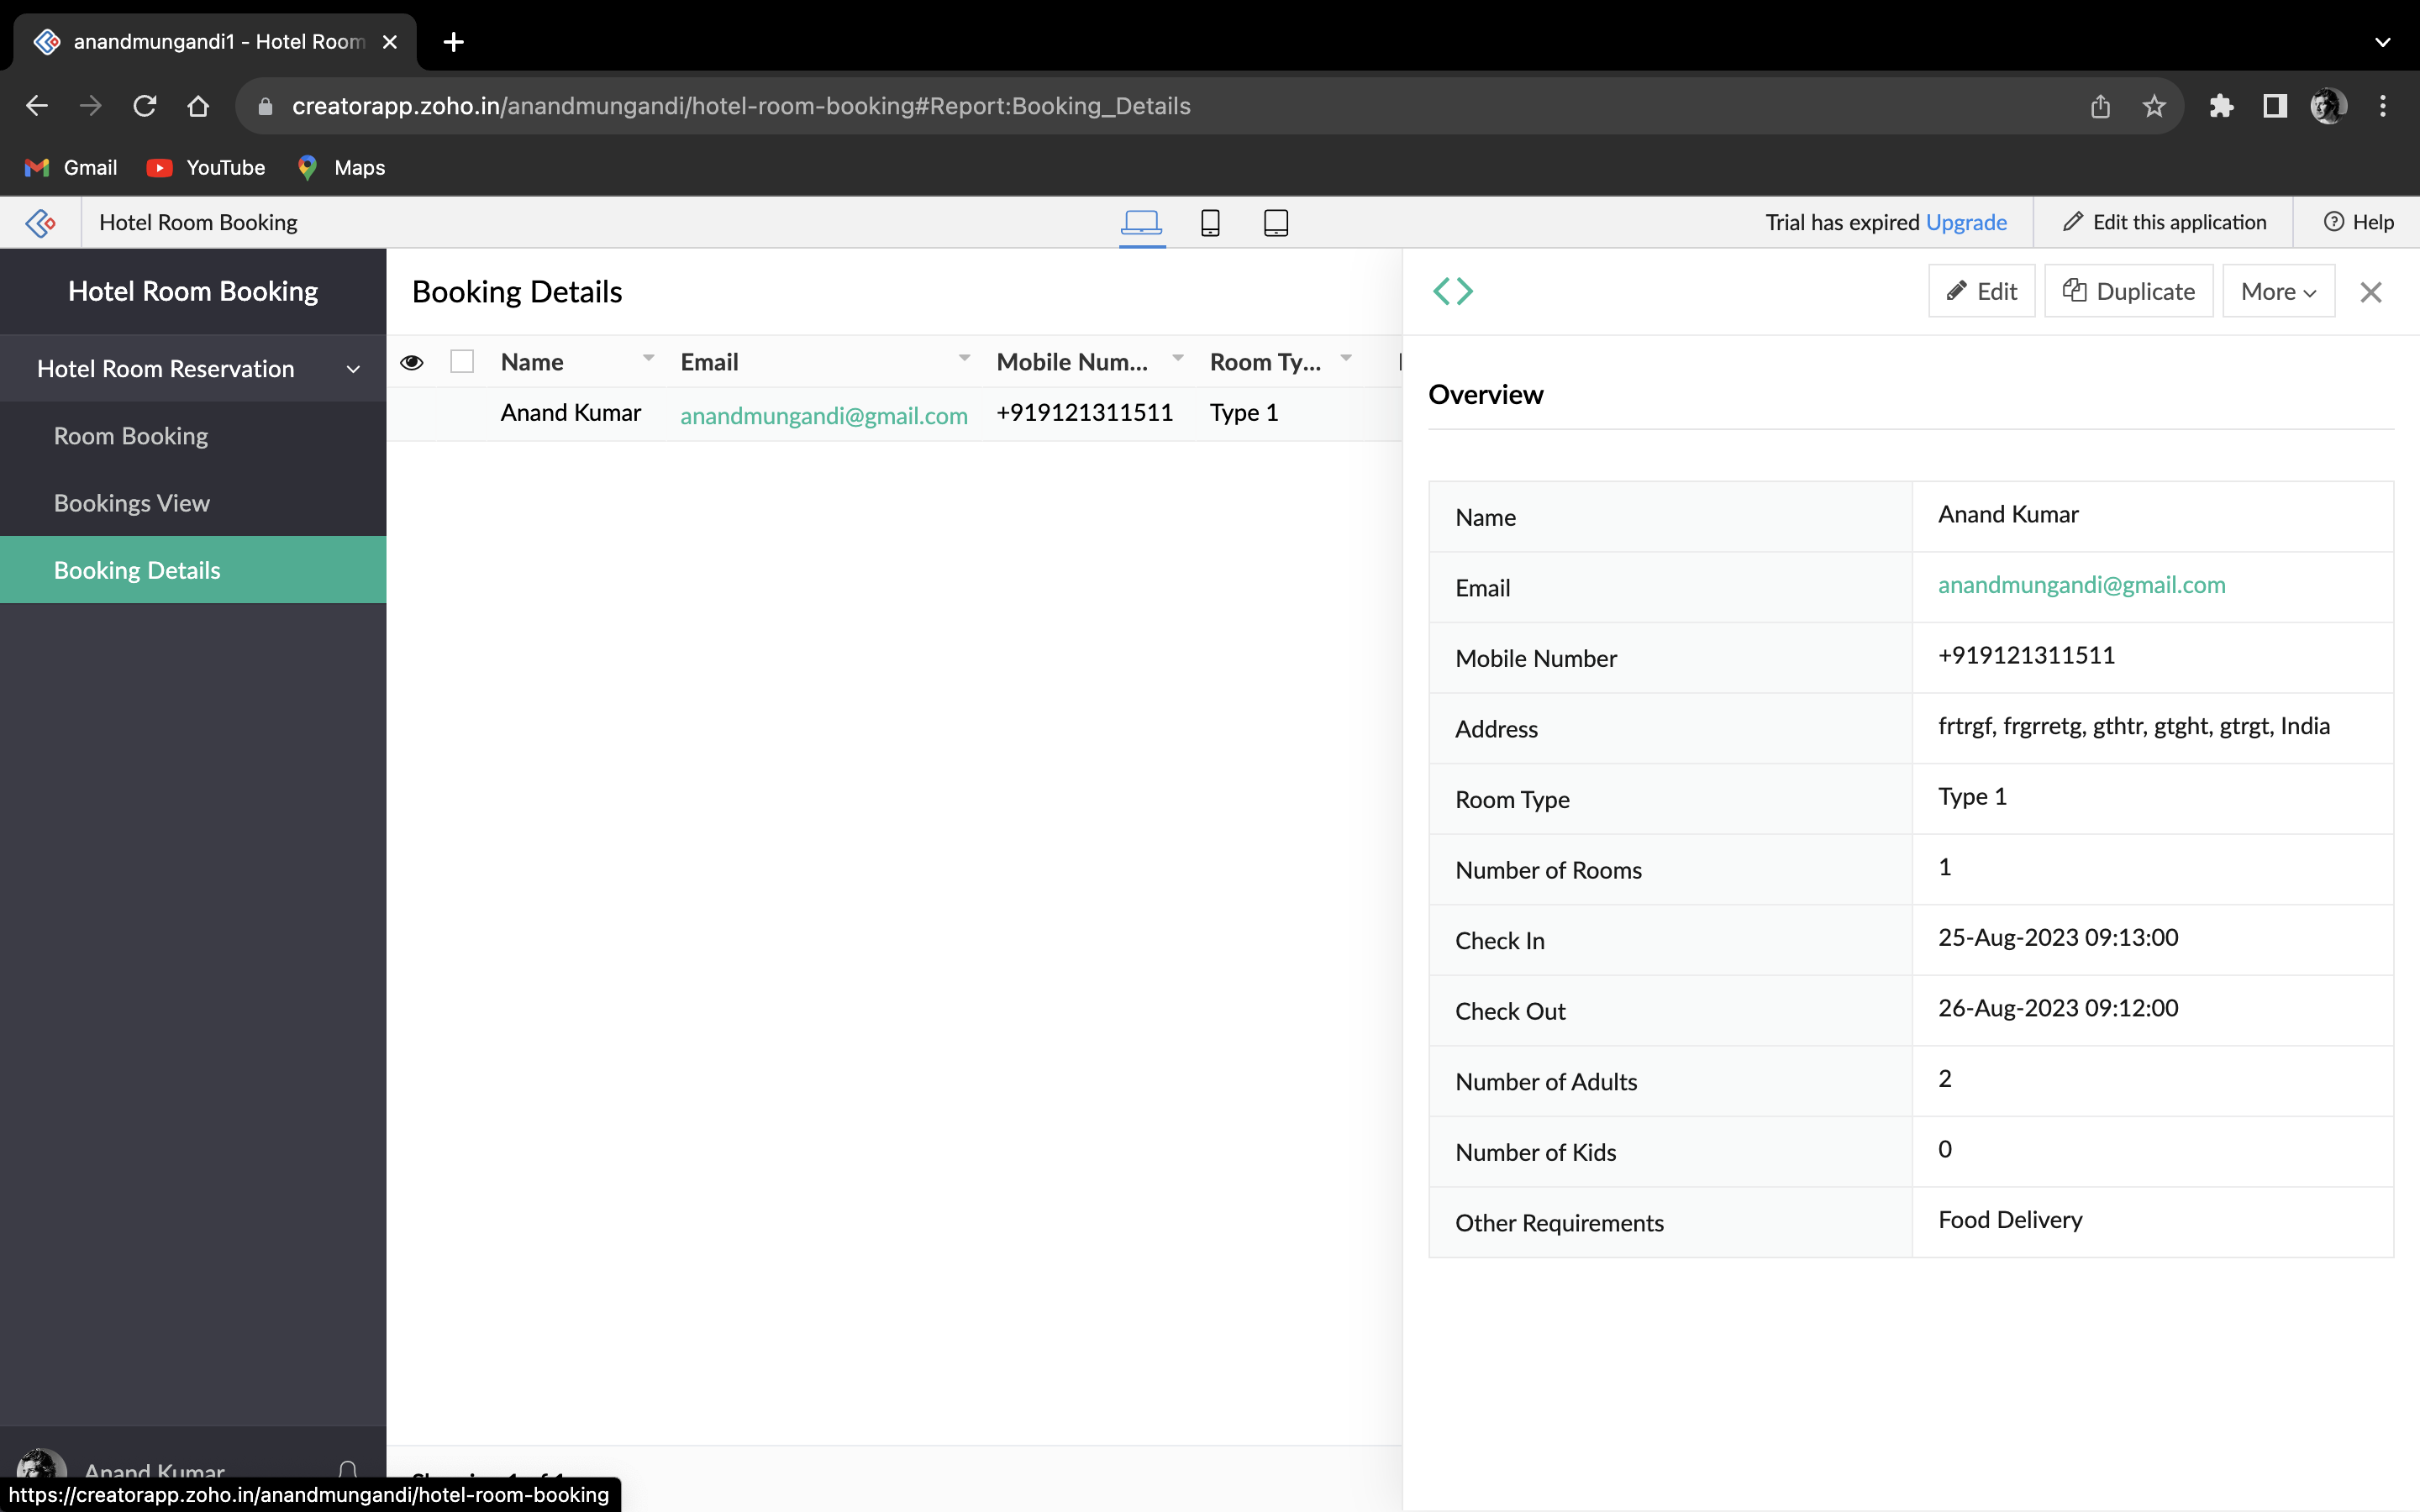 anandmungandi1 - Hotel Room
creatorapp.zoho.in/anandmungandi/hotel-room-booking#Report:Booking_Details
Gmail YouTube Maps
Hotel Room Booking
Trial has expired Upgrade Edit this application Help
Hotel Room Booking
Hotel Room Reservation
Room Booking
Bookings View
Booking Details
Anand Kumar
Booking Details
Name Email Mobile Num... Room Ty...
Anand Kumar anandmungandi@gmail.com +919121311511 Type 1
Showing 1 of 1
Edit Duplicate More
Overview
Name Anand Kumar
Email anandmungandi@gmail.com
Mobile Number +919121311511
Address frtrgf, frgrretg, gthtr, gtght, gtrgt, India
Room Type Type 1
Number of Rooms 1
Check In 25-Aug-2023 09:13:00
Check Out 26-Aug-2023 09:12:00
Number of Adults 2
Number of Kids 0
Other Requirements Food Delivery
https://creatorapp.zoho.in/anandmungandi/hotel-room-booking